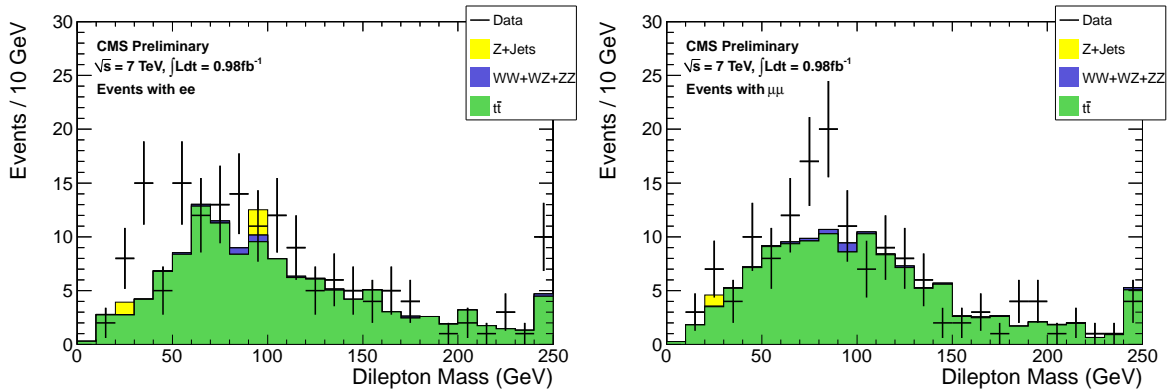 Events / 10 GeV
30
25
20
15
10
5
0
CMS Preliminary
√s = 7 TeV, ∫Ldt = 0.98fb⁻¹
Events with ee
Data
Z+Jets
WW+WZ+ZZ
tt̄
0 50 100 150 200 250
Dilepton Mass (GeV)
Events / 10 GeV
30
25
20
15
10
5
0
CMS Preliminary
√s = 7 TeV, ∫Ldt = 0.98fb⁻¹
Events with μμ
Data
Z+Jets
WW+WZ+ZZ
tt̄
0 50 100 150 200 250
Dilepton Mass (GeV)